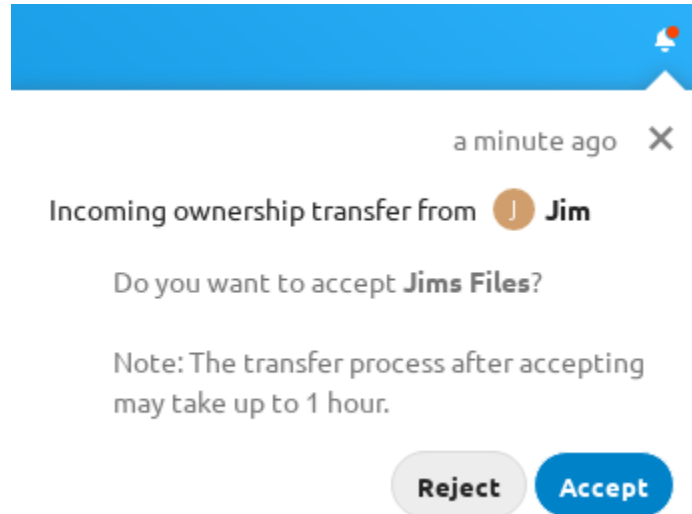 a minute ago
Incoming ownership transfer from J Jim
Do you want to accept Jims Files?
Note: The transfer process after accepting
may take up to 1 hour.
Reject Accept